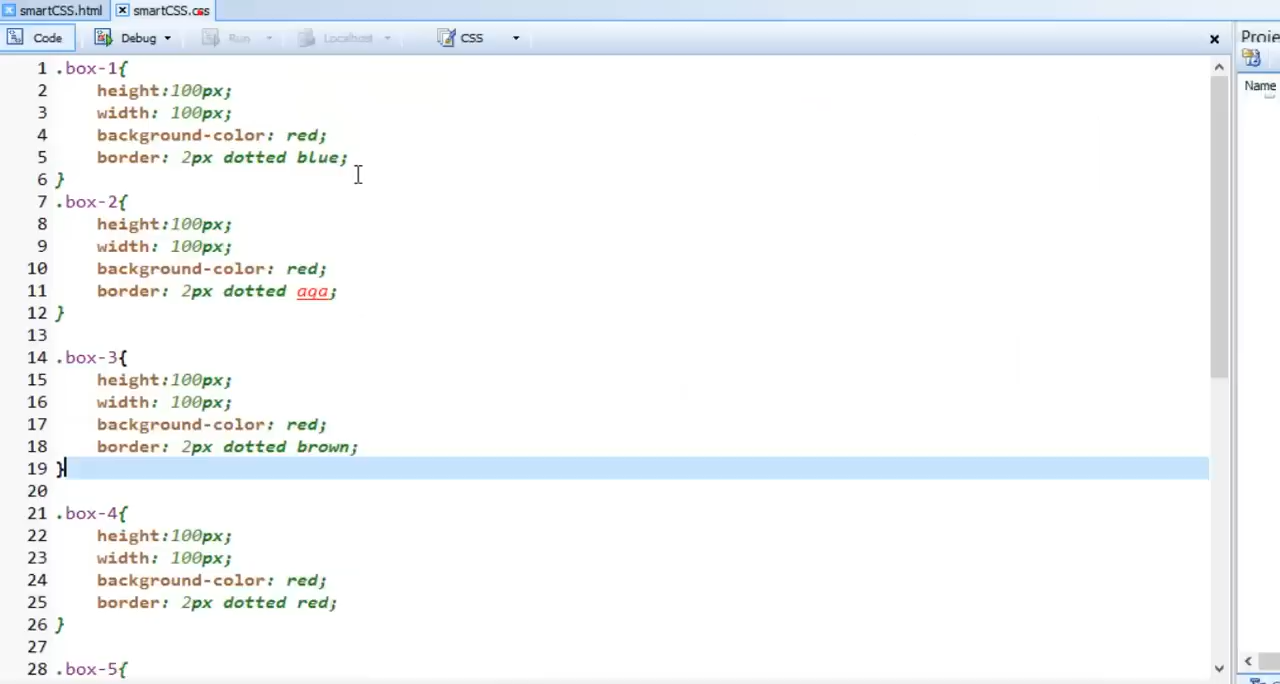 smartCSS.html smartCSS.css
Code Debug Run Localhost CSS
Proje
Name
1 .box-1{
2 height:100px;
3 width: 100px;
4 background-color: red;
5 border: 2px dotted blue;
6 }
7 .box-2{
8 height:100px;
9 width: 100px;
10 background-color: red;
11 border: 2px dotted aqa;
12 }
13
14 .box-3{
15 height:100px;
16 width: 100px;
17 background-color: red;
18 border: 2px dotted brown;
19 }
20
21 .box-4{
22 height:100px;
23 width: 100px;
24 background-color: red;
25 border: 2px dotted red;
26 }
27
28 .box-5{